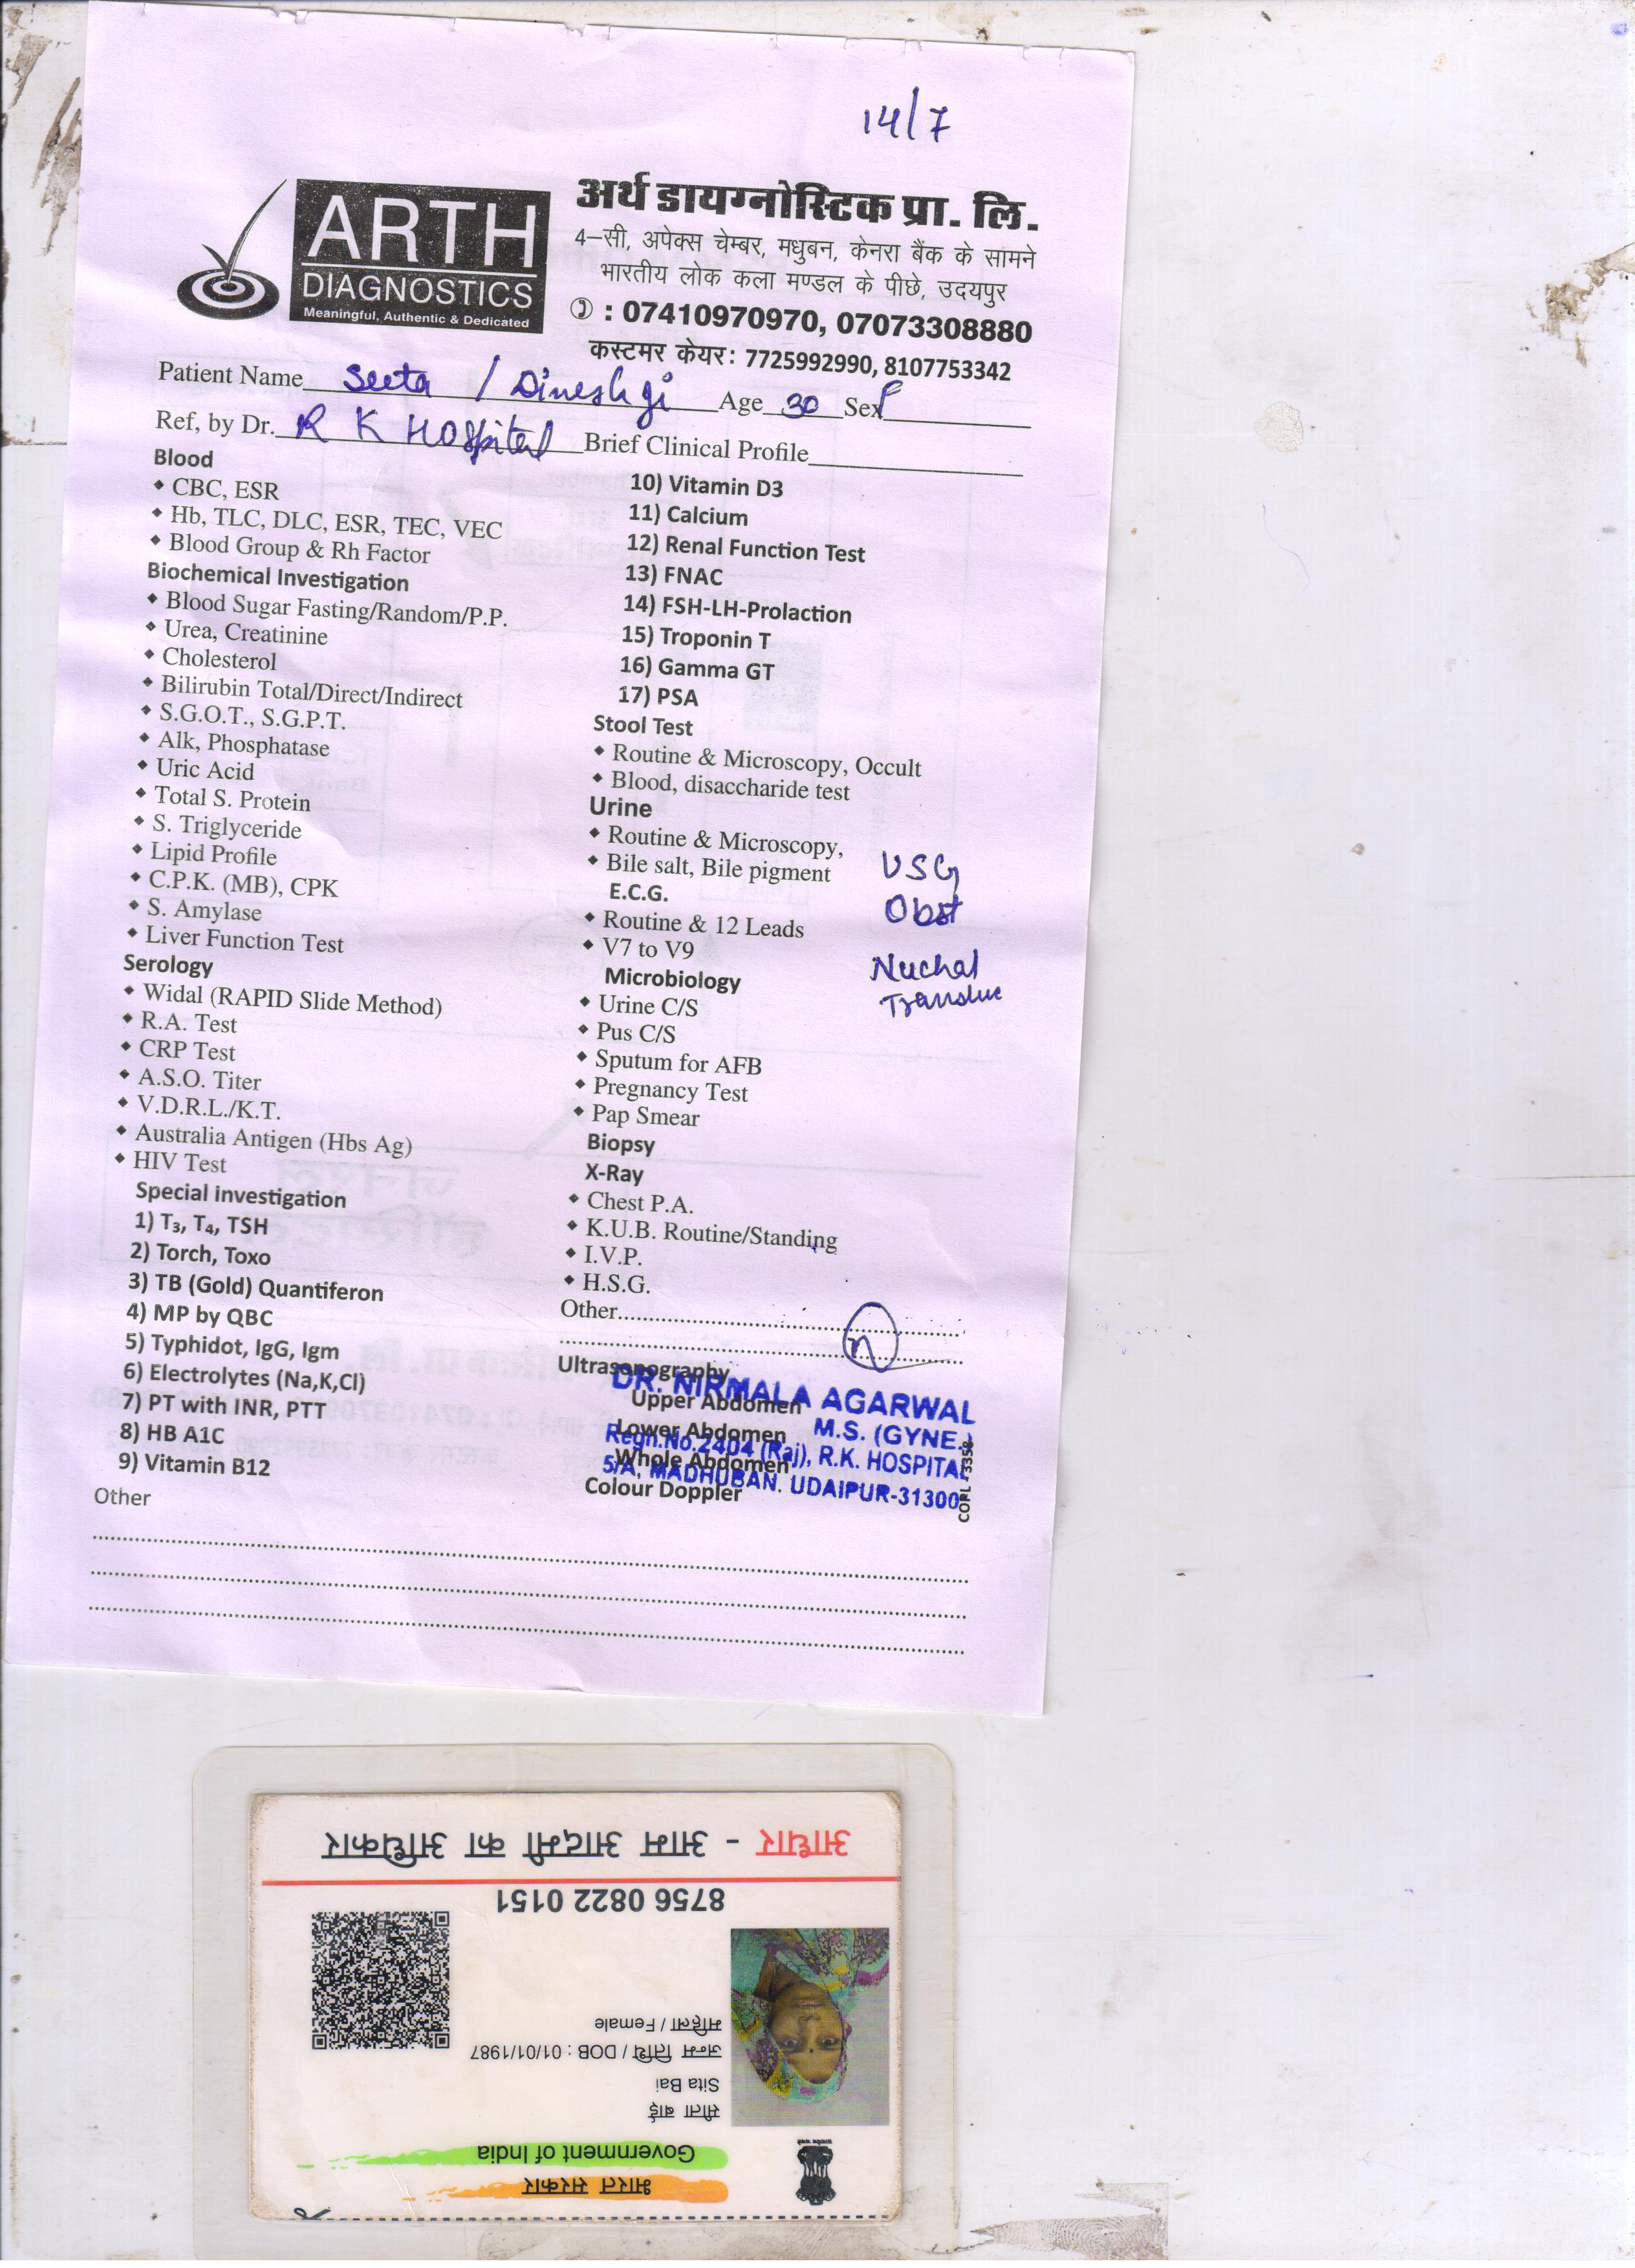 14/7
ARTH
DIAGNOSTICS
Meaningful, Authentic & Dedicated
अर्थ डायग्नोस्टिक प्रा. लि.
4–सी, अपेक्स चेम्बर, मधुबन, केनरा बैंक के सामने
भारतीय लोक कला मण्डल के पीछे, उदयपुर
: 07410970970, 07073308880
कस्टमर केयर: 7725992990, 8107753342
Patient Name Seeta / Dineshgi Age 30 Sex F
Ref, by Dr. R K Hospital Brief Clinical Profile
Blood
CBC, ESR
Hb, TLC, DLC, ESR, TEC, VEC
Blood Group & Rh Factor
Biochemical Investigation
Blood Sugar Fasting/Random/P.P.
Urea, Creatinine
Cholesterol
Bilirubin Total/Direct/Indirect
S.G.O.T., S.G.P.T.
Alk, Phosphatase
Uric Acid
Total S. Protein
S. Triglyceride
Lipid Profile
C.P.K. (MB), CPK
S. Amylase
Liver Function Test
Serology
Widal (RAPID Slide Method)
R.A. Test
CRP Test
A.S.O. Titer
V.D.R.L./K.T.
Australia Antigen (Hbs Ag)
HIV Test
Special investigation
1) T₃, T₄, TSH
2) Torch, Toxo
3) TB (Gold) Quantiferon
4) MP by QBC
5) Typhidot, IgG, Igm
6) Electrolytes (Na,K,Cl)
7) PT with INR, PTT
8) HB A1C
9) Vitamin B12
Other
10) Vitamin D3
11) Calcium
12) Renal Function Test
13) FNAC
14) FSH-LH-Prolaction
15) Troponin T
16) Gamma GT
17) PSA
Stool Test
Routine & Microscopy, Occult
Blood, disaccharide test
Urine
Routine & Microscopy,
Bile salt, Bile pigment
E.C.G.
Routine & 12 Leads
V7 to V9
Microbiology
Urine C/S
Pus C/S
Sputum for AFB
Pregnancy Test
Pap Smear
Biopsy
X-Ray
Chest P.A.
K.U.B. Routine/Standing
I.V.P.
H.S.G.
Other
Ultrasonography
Upper Abdomen
Lower Abdomen
Whole Abdomen
Colour Doppler
USG
Obst
Nuchal
Ransluc
DR. NIRMALA AGARWAL
M.S. (GYNE.)
Regn.No.2404 (Raj), R.K. HOSPITAL
5/A, MADHUBAN. UDAIPUR-31300
CORL 3358
भारत सरकार
Government of India
सीता बाई
Sita Bai
जन्म तिथि / DOB : 01/01/1987
महिला / Female
8756 0822 0151
आधार - आम आदमी का अधिकार